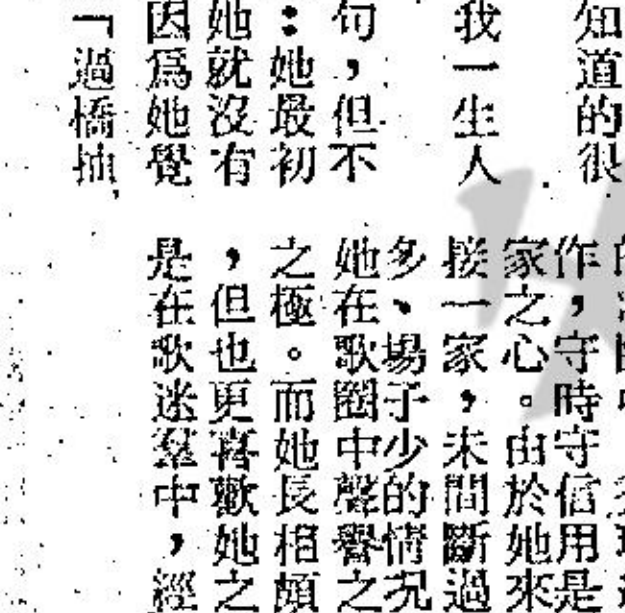 知道的很
我一生人
句，但不
：她最初
她就沒有
因爲她覺
「過橋抽
作，守時守信用是
家之心。由於她來
接一家，未間斷過
多、場子少的情況
她在歌圈中聲譽之
之極。而她長相頗
，但也更喜歡她之
是在歌迷羣中，經